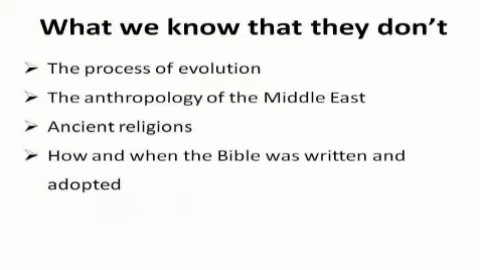 What we know that they don’t
➢ The process of evolution
➢ The anthropology of the Middle East
➢ Ancient religions
➢ How and when the Bible was written and
adopted